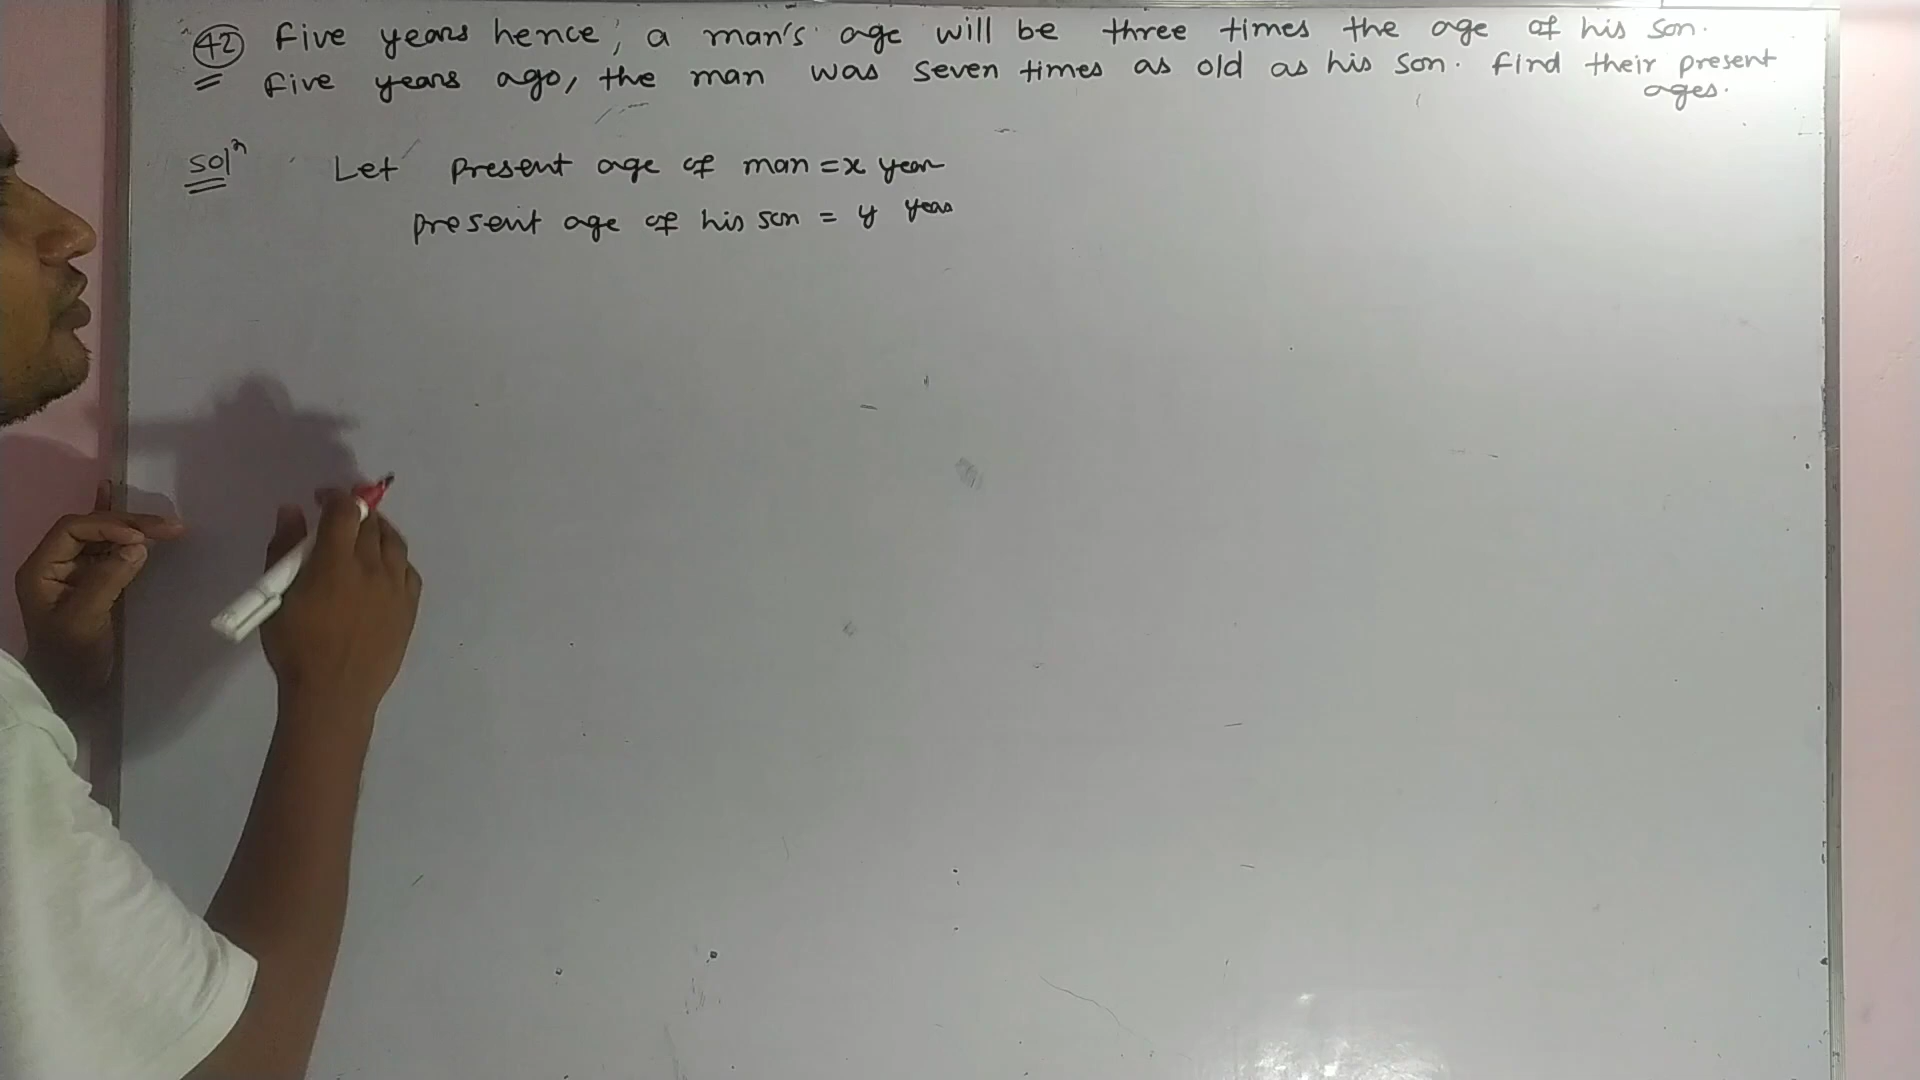 42 Five years hence, a man's age will be three times the age of his son.
Five years ago, the man was seven times as old as his son. Find their present
ages.
Solⁿ Let present age of man = x year
present age of his son = y years